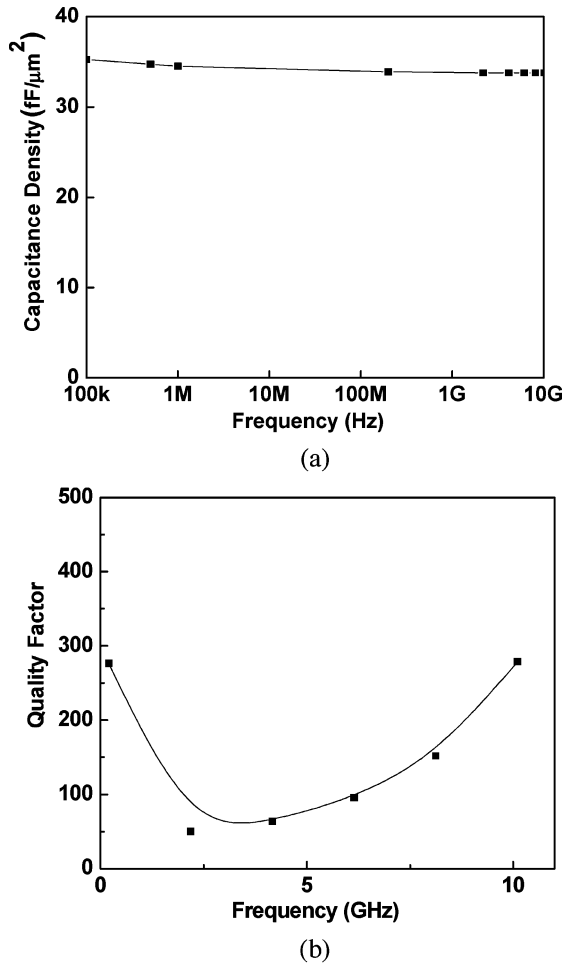 40
30
20
10
0
Capacitance Density (fF/μm²)
100k 1M 10M 100M 1G 10G
Frequency (Hz)
(a)
500
400
300
200
100
0
Quality Factor
0 5 10
Frequency (GHz)
(b)